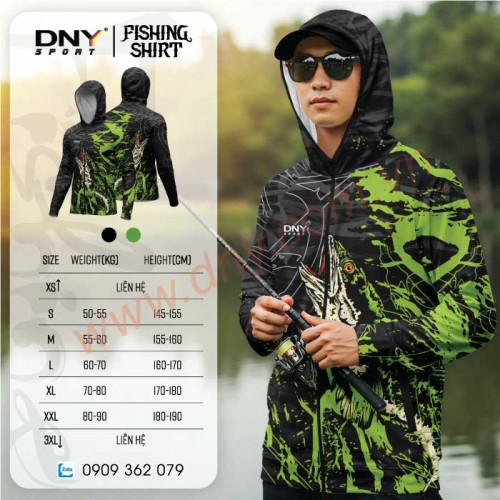 DNY
SPORT
FISHING
SHIRT
SIZE WEIGHT(KG) HEIGHT(CM)
XS↑ LIÊN HỆ
S 50-55 145-155
M 55-60 155-160
L 60-70 160-170
XL 70-80 170-180
XXL 80-90 180-190
3XL↓ LIÊN HỆ
Zalo 0909 362 079
DNY
SPORT